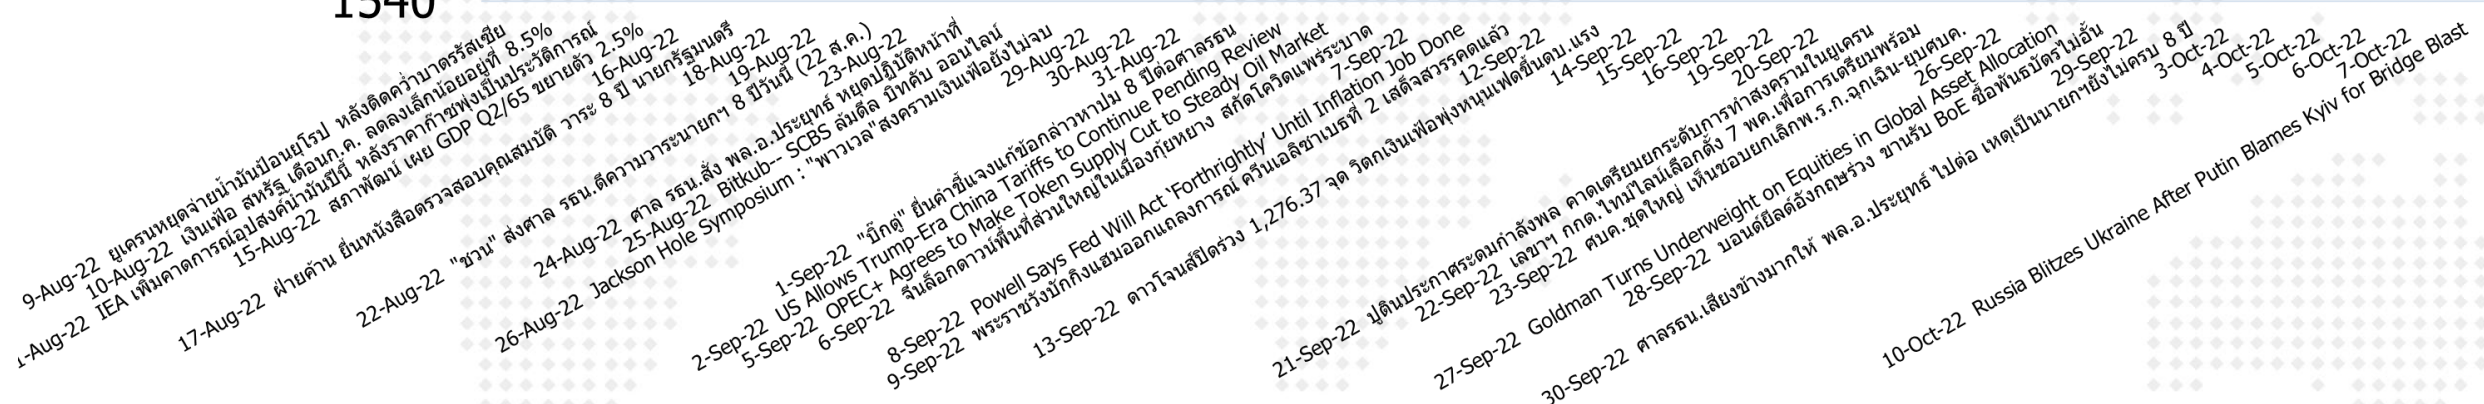 1540
9-Aug-22 ยูเครนหยุดจ่ายน้ำมันป้อนยุโรป หลังติดคว่ำบาตรรัสเซีย
10-Aug-22 เงินเฟ้อ สหรัฐ เดือนก.ค. ลดลงเล็กน้อยอยู่ที่ 8.5%
1-Aug-22 IEA เพิ่มคาดการณ์อุปสงค์น้ำมันปีนี้ หลังราคาก๊าซพุ่งเป็นประวัติการณ์
15-Aug-22 สภาพัฒน์ เผย GDP Q2/65 ขยายตัว 2.5%
16-Aug-22
17-Aug-22 ฝ่ายค้าน ยื่นหนังสือตรวจสอบคุณสมบัติ วาระ 8 ปี นายกรัฐมนตรี
18-Aug-22
19-Aug-22
22-Aug-22 "ชวน" ส่งศาล รธน.ตีความวาระนายกฯ 8 ปีวันนี้ (22 ส.ค.)
23-Aug-22
24-Aug-22 ศาล รธน.สั่ง พล.อ.ประยุทธ์ หยุดปฏิบัติหน้าที่
25-Aug-22 Bitkub-- SCBS ล้มดีล บิทคับ ออนไลน์
26-Aug-22 Jackson Hole Symposium : "พาวเวล"สงครามเงินเฟ้อยังไม่จบ
29-Aug-22
30-Aug-22
31-Aug-22
1-Sep-22 "บิ๊กตู่" ยื่นคำชี้แจงแก้ข้อกล่าวหาปม 8 ปีต่อศาลรธน
2-Sep-22 US Allows Trump-Era China Tariffs to Continue Pending Review
5-Sep-22 OPEC+ Agrees to Make Token Supply Cut to Steady Oil Market
6-Sep-22 จีนล็อกดาวน์พื้นที่ส่วนใหญ่ในเมืองกุ้ยหยาง สกัดโควิดแพร่ระบาด
7-Sep-22
8-Sep-22 Powell Says Fed Will Act 'Forthrightly' Until Inflation Job Done
9-Sep-22 พระราชวังบักกิงแฮมออกแถลงการณ์ ควีนเอลิซาเบธที่ 2 เสด็จสวรรคตแล้ว
12-Sep-22
13-Sep-22 ดาวโจนส์ปิดร่วง 1,276.37 จุด วิตกเงินเฟ้อพุ่งหนุนเฟดขึ้นดบ.แรง
14-Sep-22
15-Sep-22
16-Sep-22
19-Sep-22
20-Sep-22
21-Sep-22 ปูตินประกาศระดมกำลังพล คาดเตรียมยกระดับการทำสงครามในยูเครน
22-Sep-22 เลขาฯ กกต.ไทม์ไลน์เลือกตั้ง 7 พค.เพื่อการเตรียมพร้อม
23-Sep-22 ศบค.ชุดใหญ่ เห็นชอบยกเลิกพ.ร.ก.ฉุกเฉิน-ยุบศบค.
26-Sep-22
27-Sep-22 Goldman Turns Underweight on Equities in Global Asset Allocation
28-Sep-22 บอนด์ยีลด์อังกฤษร่วง ขานรับ BoE ซื้อพันธบัตรไม่อั้น
29-Sep-22
30-Sep-22 ศาลรธน.เสียงข้างมากให้ พล.อ.ประยุทธ์ ไปต่อ เหตุเป็นนายกฯยังไม่ครบ 8 ปี
3-Oct-22
4-Oct-22
5-Oct-22
6-Oct-22
7-Oct-22
10-Oct-22 Russia Blitzes Ukraine After Putin Blames Kyiv for Bridge Blast